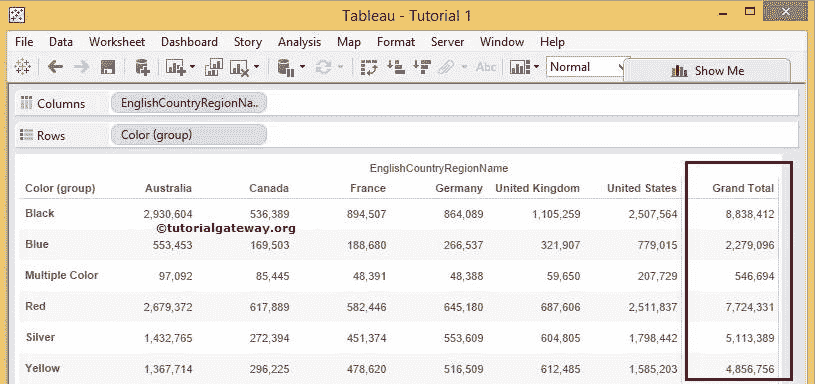 Tableau - Tutorial 1
File Data Worksheet Dashboard Story Analysis Map Format Server Window Help
Abc Normal Show Me
Columns EnglishCountryRegionNa..
Rows Color (group)
EnglishCountryRegionName
Color (group) Australia Canada France Germany United Kingdom United States Grand Total
Black 2,930,604 536,389 894,507 864,089 1,105,259 2,507,564 8,838,412
©tutorialgateway.org
Blue 553,453 169,503 188,680 266,537 321,907 779,015 2,279,096
Multiple Color 97,092 85,445 48,391 48,388 59,650 207,729 546,694
Red 2,679,372 617,889 582,446 645,180 687,606 2,511,837 7,724,331
Silver 1,432,765 272,394 451,374 553,609 604,805 1,798,442 5,113,389
Yellow 1,367,714 296,225 478,620 516,509 612,485 1,585,203 4,856,756